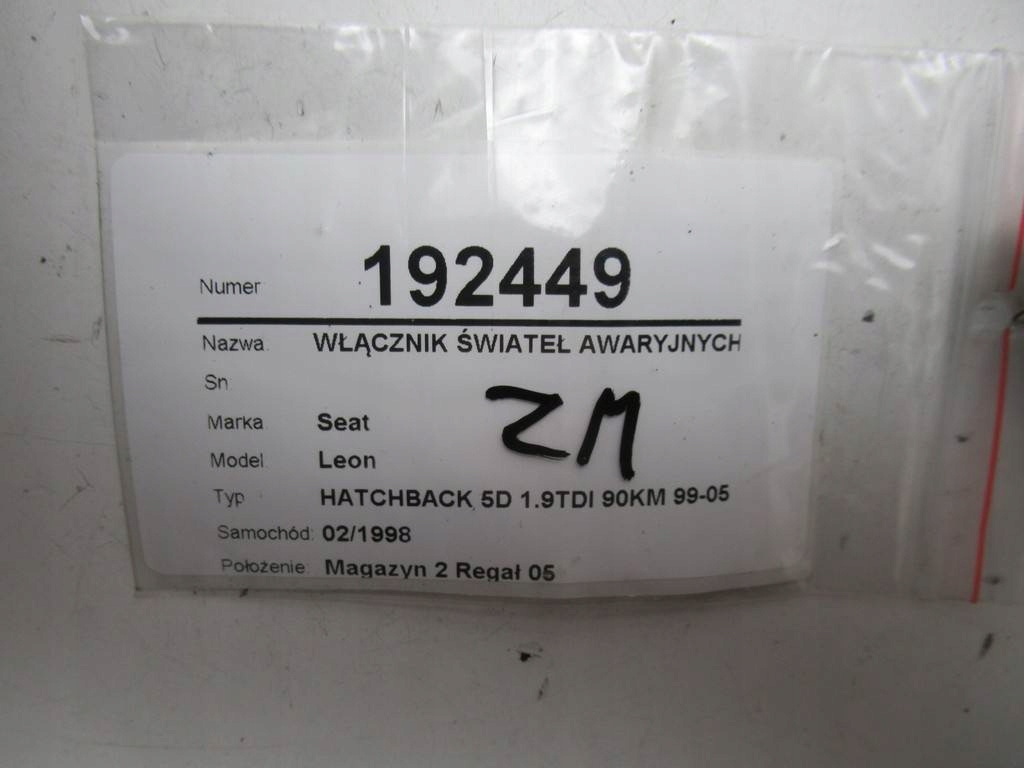 Numer 192449
Nazwa: WŁĄCZNIK ŚWIATEŁ AWARYJNYCH
Sn
Marka Seat
ZM
Model Leon
Typ HATCHBACK 5D 1.9TDI 90KM 99-05
Samochód: 02/1998
Położenie: Magazyn 2 Regał 05